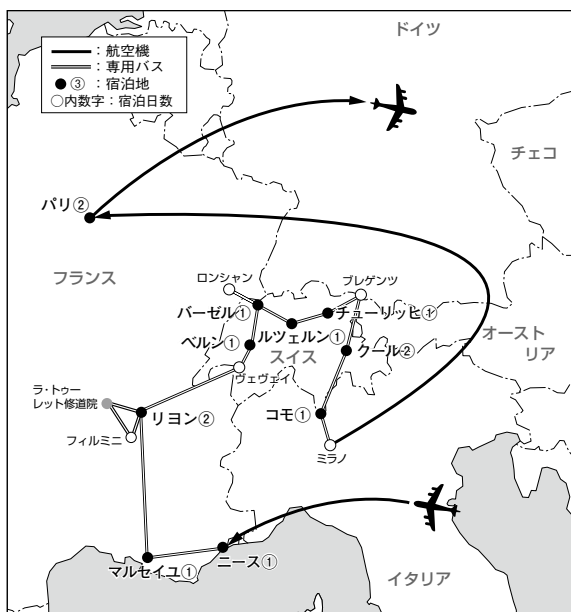 ：航空機
：専用バス
③：宿泊地
○内数字：宿泊日数
ドイツ
チェコ
パリ②
フランス
ロンシャン
ブレゲンツ
バーゼル①
チューリッヒ①
ルツェルン①
ベルン①
スイス
クール②
オースト
リア
ヴェヴェイ
ラ・トゥー
レット修道院
リヨン②
フィルミニ
コモ①
ミラノ
マルセイユ①
ニース①
イタリア